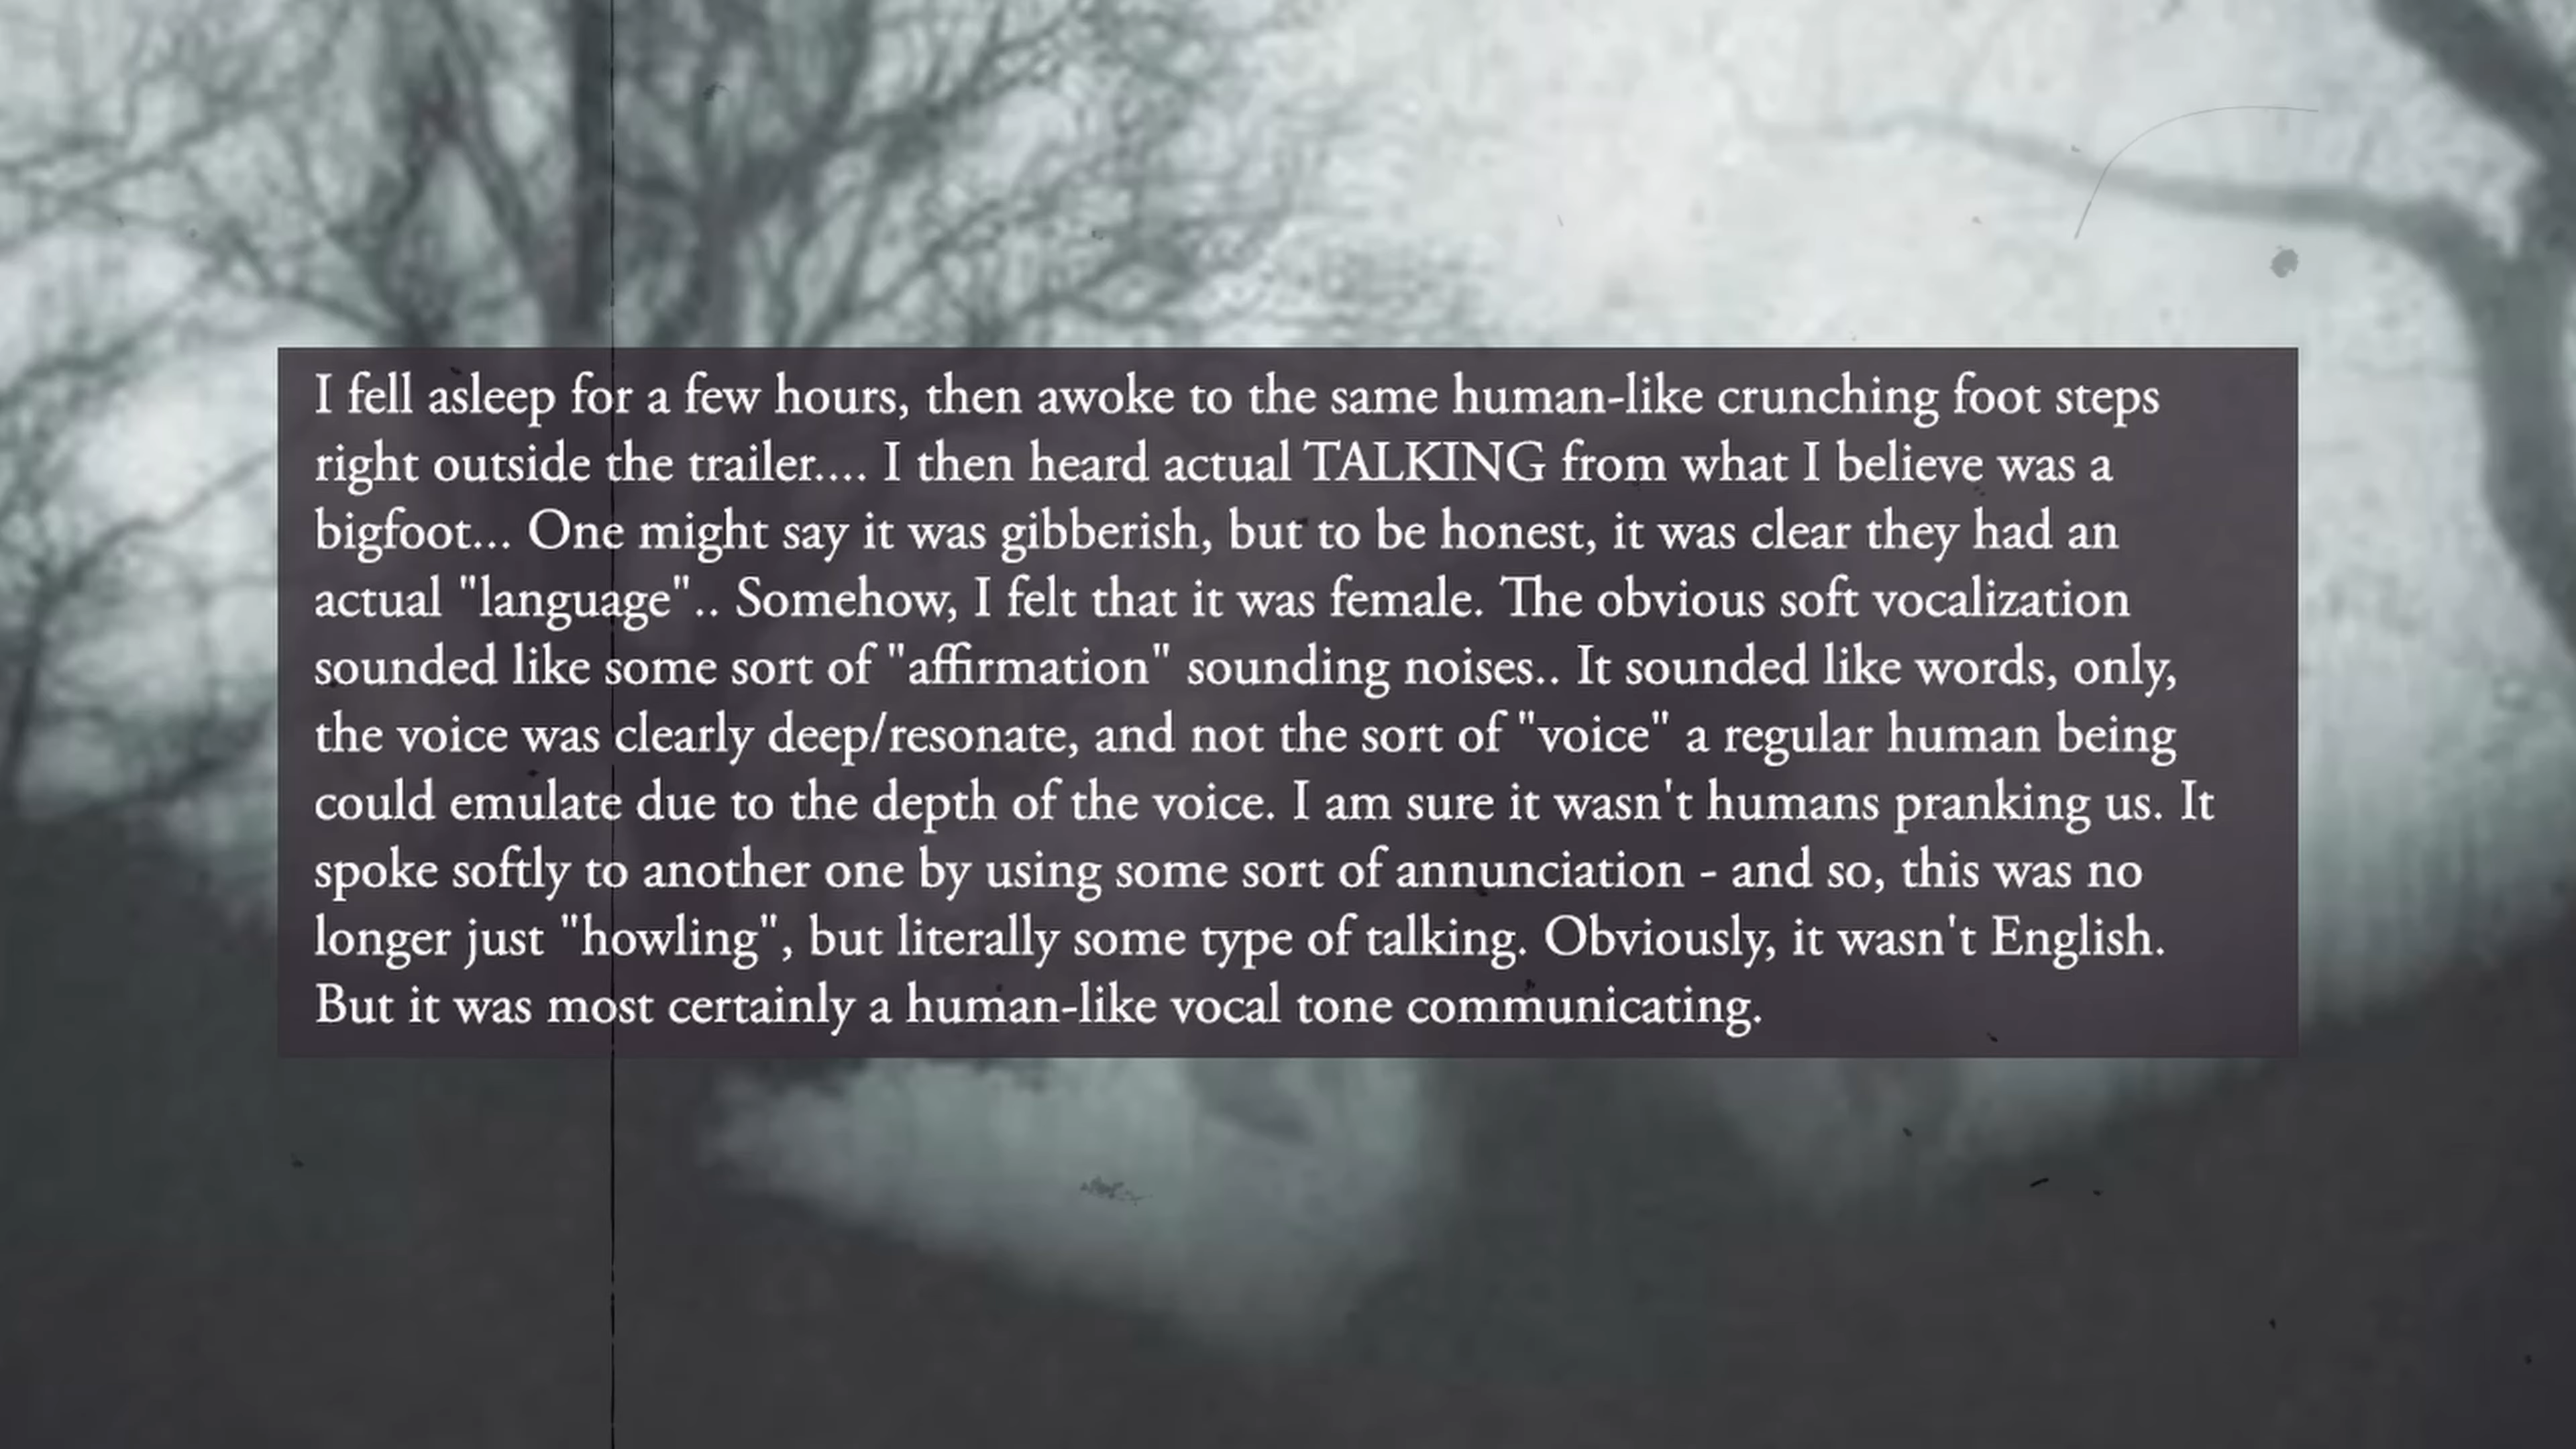 I fell asleep for a few hours, then awoke to the same human-like crunching foot steps
right outside the trailer.... I then heard actual TALKING from what I believe was a
bigfoot... One might say it was gibberish, but to be honest, it was clear they had an
actual "language".. Somehow, I felt that it was female. The obvious soft vocalization
sounded like some sort of "affirmation" sounding noises.. It sounded like words, only,
the voice was clearly deep/resonate, and not the sort of "voice" a regular human being
could emulate due to the depth of the voice. I am sure it wasn't humans pranking us. It
spoke softly to another one by using some sort of annunciation - and so, this was no
longer just "howling", but literally some type of talking. Obviously, it wasn't English.
But it was most certainly a human-like vocal tone communicating.